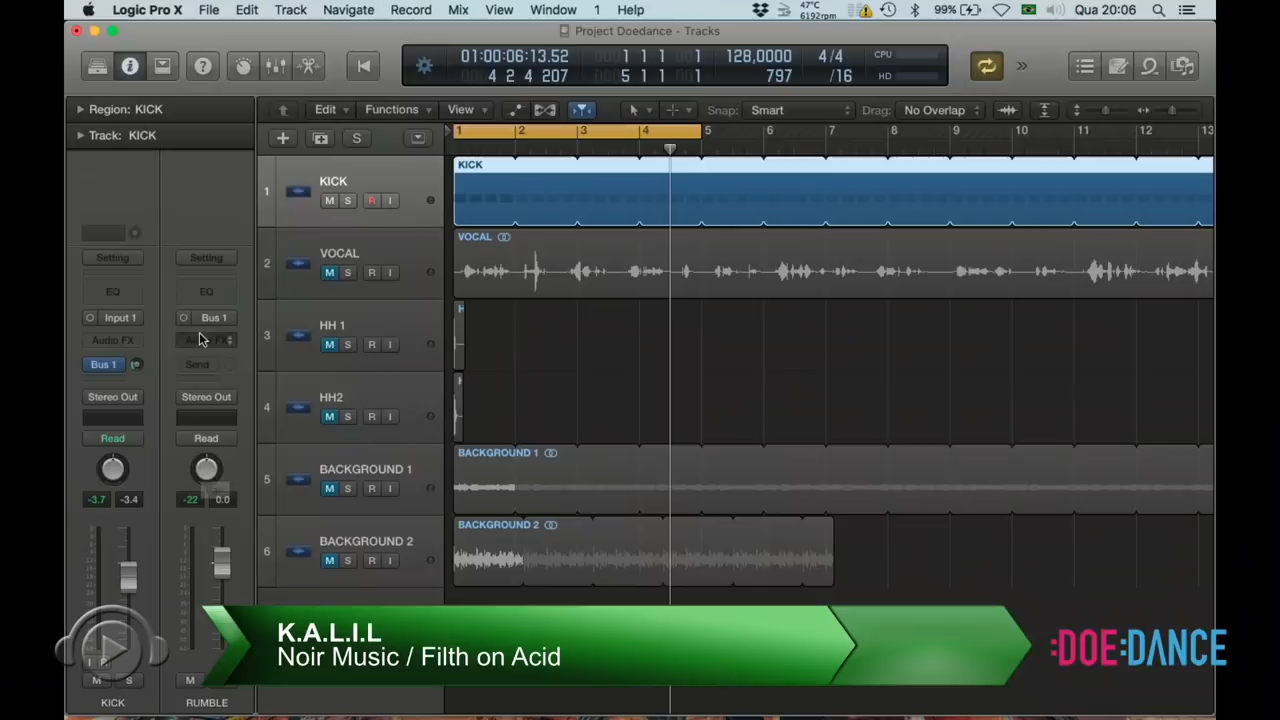 Logic Pro X File Edit Track Navigate Record Mix View Window 1 Help 47°C 6192rpm 99% Qua 20:06
Project Doedance - Tracks
01:00:06:13.52 1 1 1 1 128,0000 4/4 CPU
4 2 4 207 5 1 1 1 797 /16 HD
Region: KICK
Edit Functions View Snap: Smart Drag: No Overlap
Track: KICK
S
1 2 3 4 5 6 7 8 9 10 11 12 13
1 KICK
M S R I
KICK
2 VOCAL
M S R I
VOCAL
3 HH 1
M S R I
H
4 HH2
M S R I
5 BACKGROUND 1
M S R I
BACKGROUND 1
6 BACKGROUND 2
M S R I
BACKGROUND 2
Setting Setting
EQ EQ
Input 1 Bus 1
Audio FX Audio FX
Bus 1 Send
Stereo Out Stereo Out
Read Read
-3.7 -3.4 -22 0.0
I R
M S M
KICK RUMBLE
K.A.L.I.L
Noir Music / Filth on Acid
:DOE:DANCE